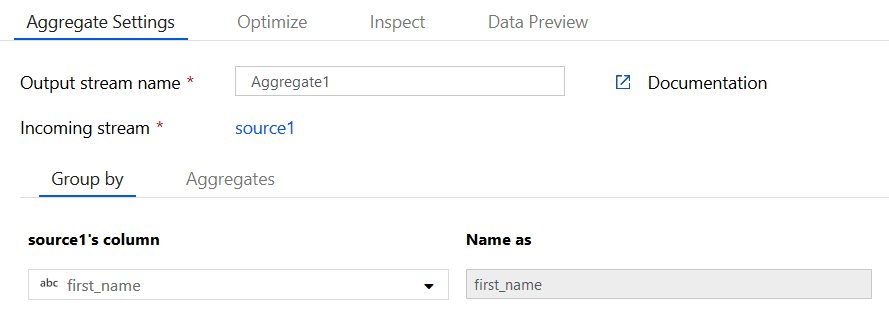 Aggregate Settings Optimize Inspect Data Preview
Output stream name * Aggregate1 Documentation
Incoming stream * source1
Group by Aggregates
source1's column Name as
abc first_name first_name